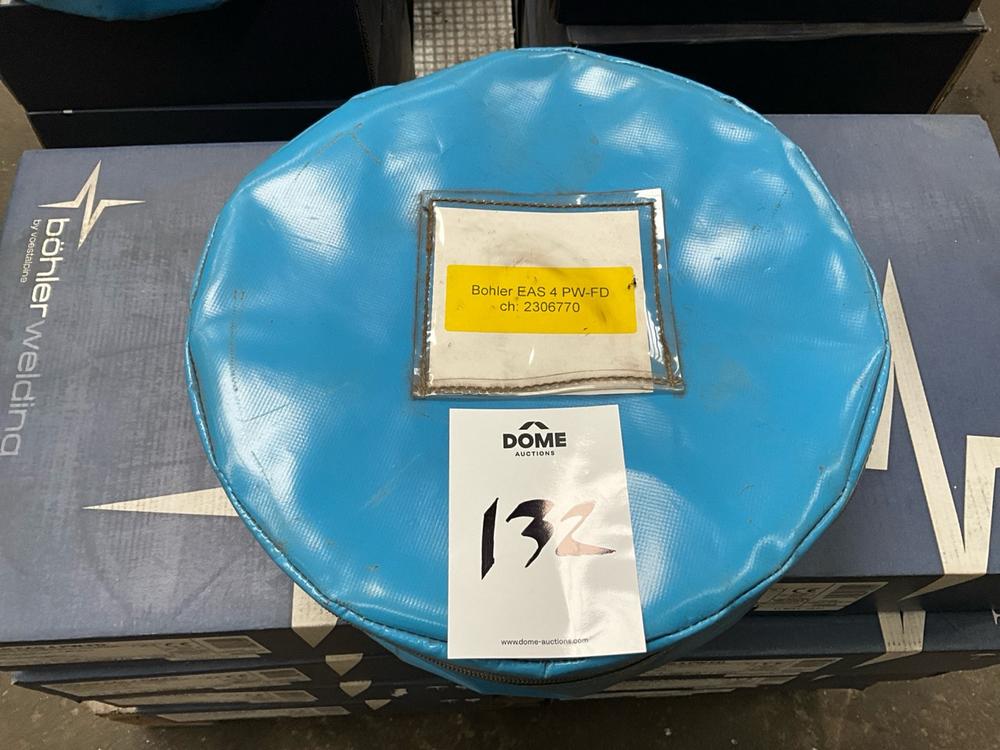 böhler welding
by voestalpine
Bohler EAS 4 PW-FD
ch: 2306770
DOME
AUCTIONS
132
www.dome-auctions.com